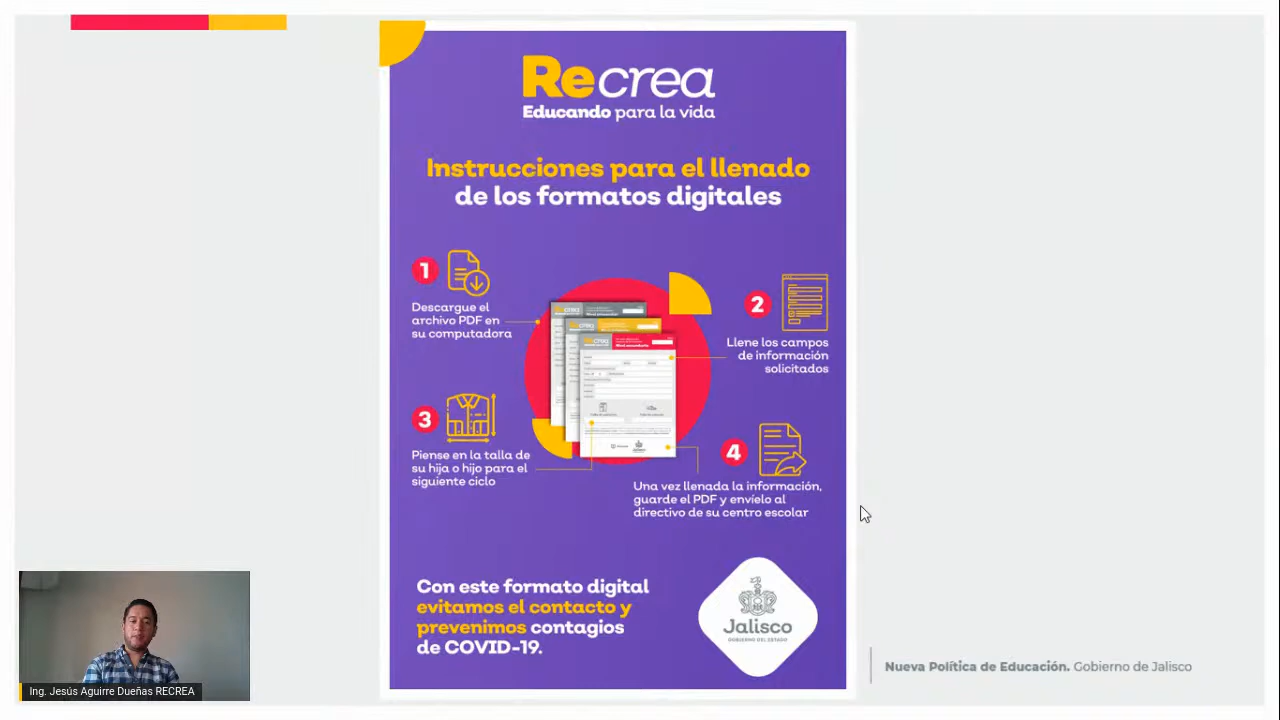 Recrea
Educando para la vida
Instrucciones para el llenado
de los formatos digitales
1
Descargue el
archivo PDF en
su computadora
2
Llene los campos
de información
solicitados
3
Piense en la talla de
su hija o hijo para el
siguiente ciclo
4
Una vez llenada la información,
guarde el PDF y envíelo al
directivo de su centro escolar
Con este formato digital
evitamos el contacto y
prevenimos contagios
de COVID-19.
Jalisco
GOBIERNO DEL ESTADO
Nueva Política de Educación. Gobierno de Jalisco
Ing. Jesús Aguirre Dueñas RECREA